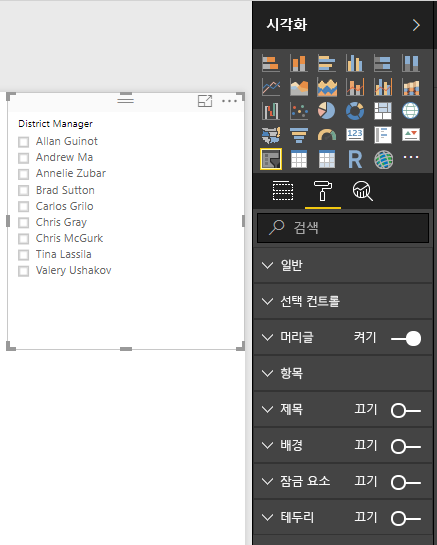 시각화
District Manager
Allan Guinot
Andrew Ma
Annelie Zubar
Brad Sutton
Carlos Grilo
Chris Gray
Chris McGurk
Tina Lassila
Valery Ushakov
123
R
검색
일반
선택 컨트롤
머리글 켜기
항목
제목 끄기
배경 끄기
잠금 요소 끄기
테두리 끄기